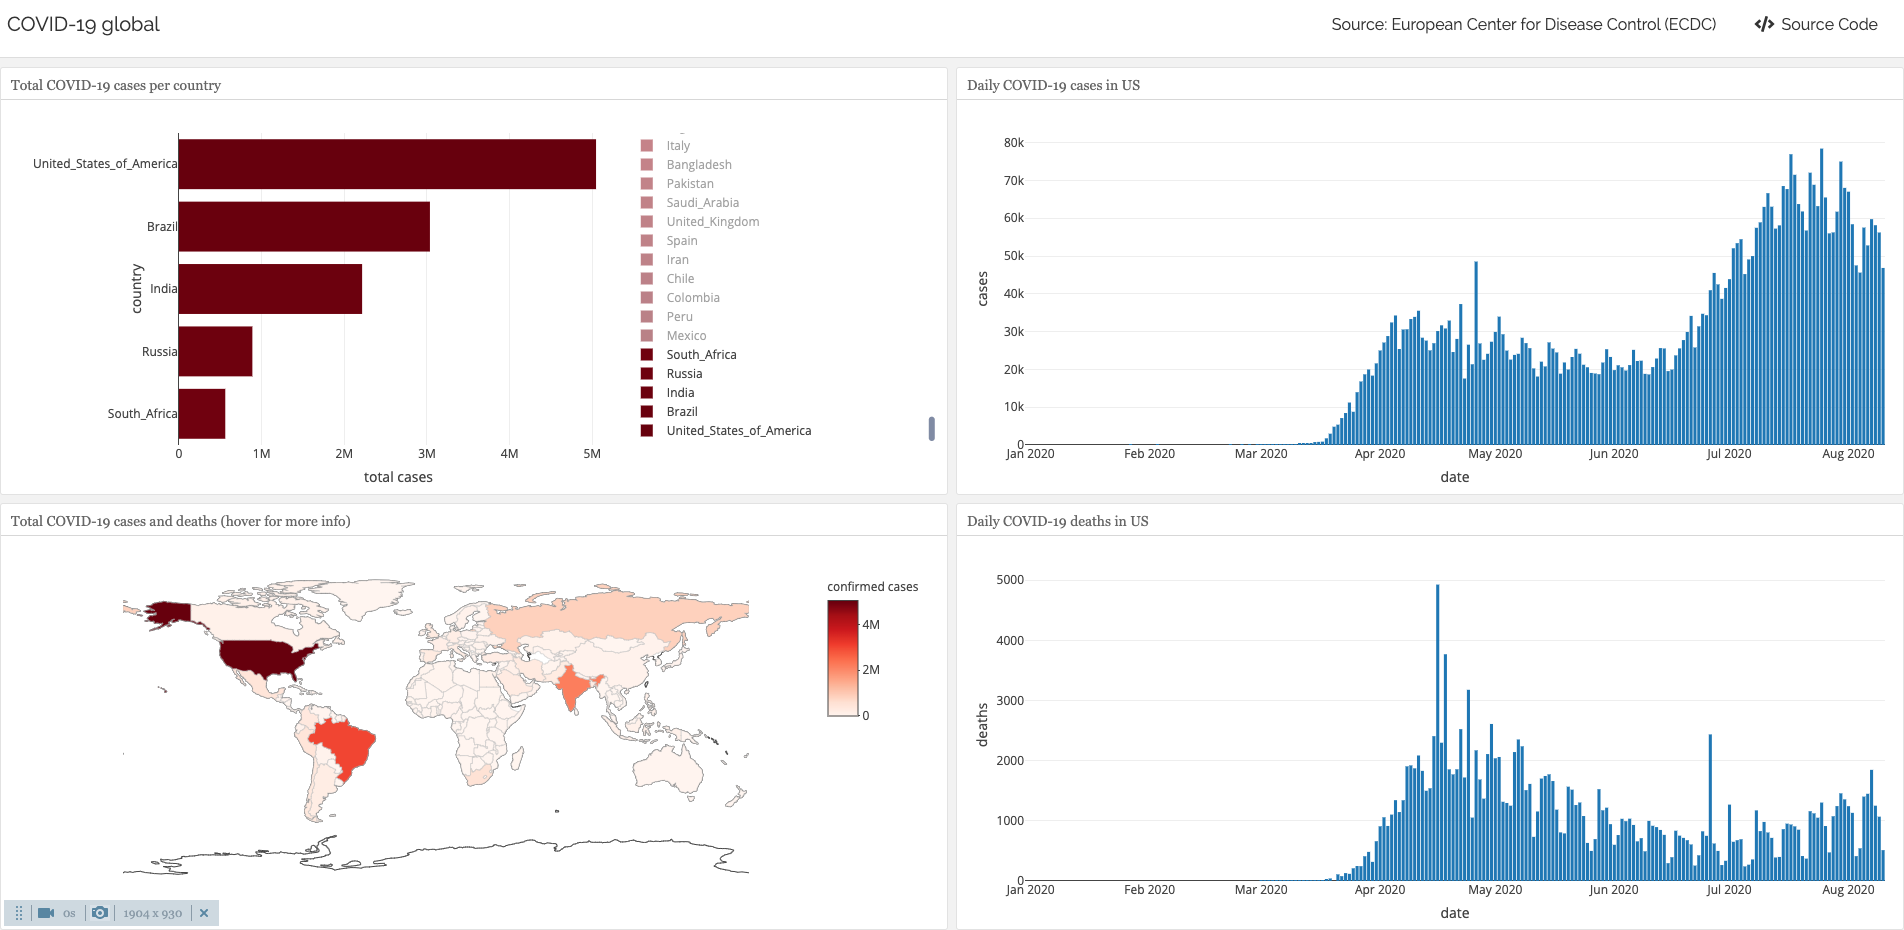 COVID-19 global
Source: European Center for Disease Control (ECDC)
Source Code
Total COVID-19 cases per country
United_States_of_America
Brazil
India
Russia
South_Africa
country
0 1M 2M 3M 4M 5M
total cases
Italy
Bangladesh
Pakistan
Saudi_Arabia
United_Kingdom
Spain
Iran
Chile
Colombia
Peru
Mexico
South_Africa
Russia
India
Brazil
United_States_of_America
Daily COVID-19 cases in US
80k
70k
60k
50k
40k
30k
20k
10k
0
cases
Jan 2020 Feb 2020 Mar 2020 Apr 2020 May 2020 Jun 2020 Jul 2020 Aug 2020
date
Total COVID-19 cases and deaths (hover for more info)
confirmed cases
4M
2M
0
0s
1904 x 930
Daily COVID-19 deaths in US
5000
4000
3000
2000
1000
0
deaths
Jan 2020 Feb 2020 Mar 2020 Apr 2020 May 2020 Jun 2020 Jul 2020 Aug 2020
date